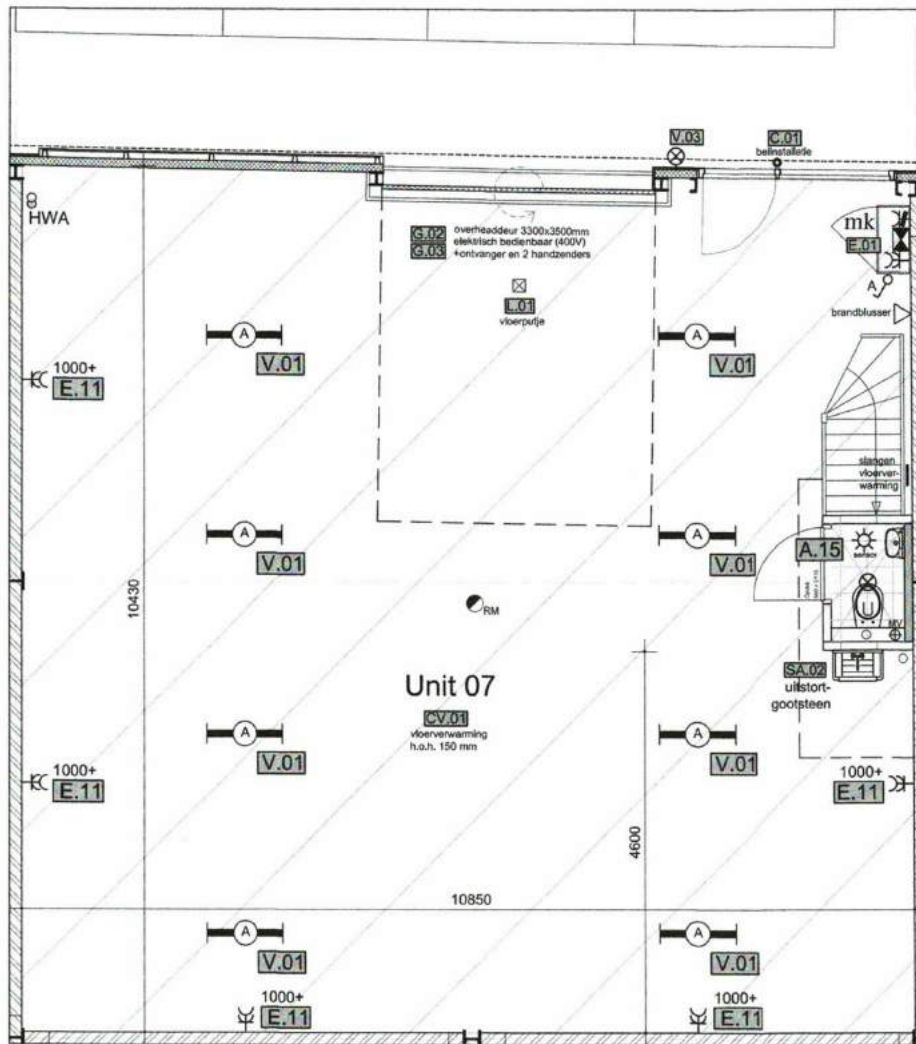 V.03
C.01
belinstallatie
HWA
mk
E.01
G.02
G.03
overheaddeur 3300x3500mm
elektrisch bedienbaar (400V)
+ontvanger en 2 handzenders
A
L.01
vloerputje
brandblusser
A
V.01
A
V.01
1000+
E.11
slangen
vloerver-
warming
A
V.01
A
V.01
A.15
sensor
10430
RM
MV
Unit 07
SA.02
uitstort-
gootsteen
CV.01
vloerverwarming
h.o.h. 150 mm
A
V.01
A
V.01
1000+
E.11
1000+
E.11
4600
10850
A
V.01
A
V.01
1000+
E.11
1000+
E.11